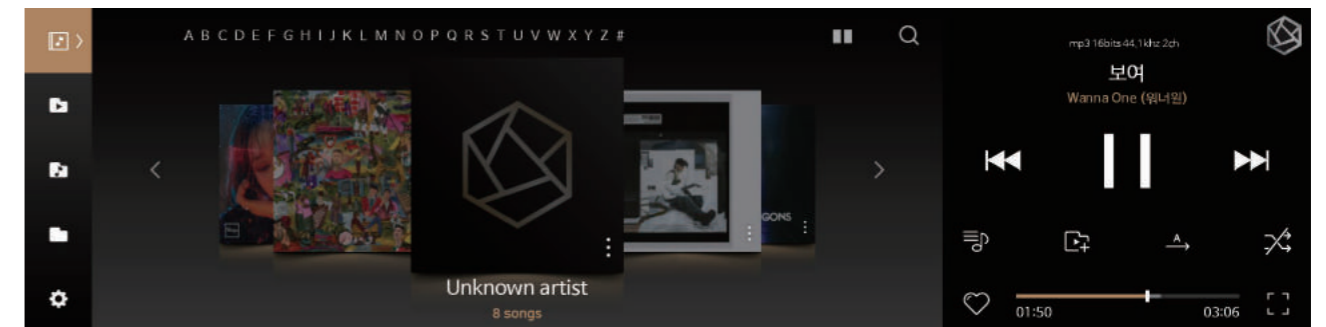 A B C D E F G H I J K L M N O P Q R S T U V W X Y Z #
GONS
Unknown artist
8 songs
mp3 16bits 44,1khz 2ch
보여
Wanna One (워너원)
A
01:50
03:06